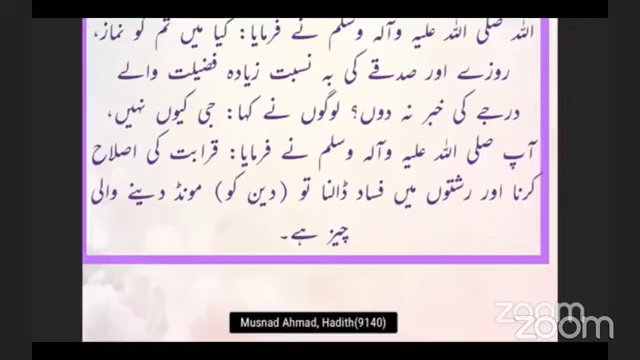 اللہ صلی اللہ علیہ وآلہ وسلم نے فرمایا: کیا میں تم کو نماز،
روزے اور صدقے کی بہ نسبت زیادہ فضیلت والے
درجے کی خبر نہ دوں؟ لوگوں نے کہا: جی کیوں نہیں،
آپ صلی اللہ علیہ وآلہ وسلم نے فرمایا: قرابت کی اصلاح
کرنا اور رشتوں میں فساد ڈالنا تو (دین کو) مونڈ دینے والی
چیز ہے۔
Musnad Ahmad, Hadith(9140)
zoom
zoom